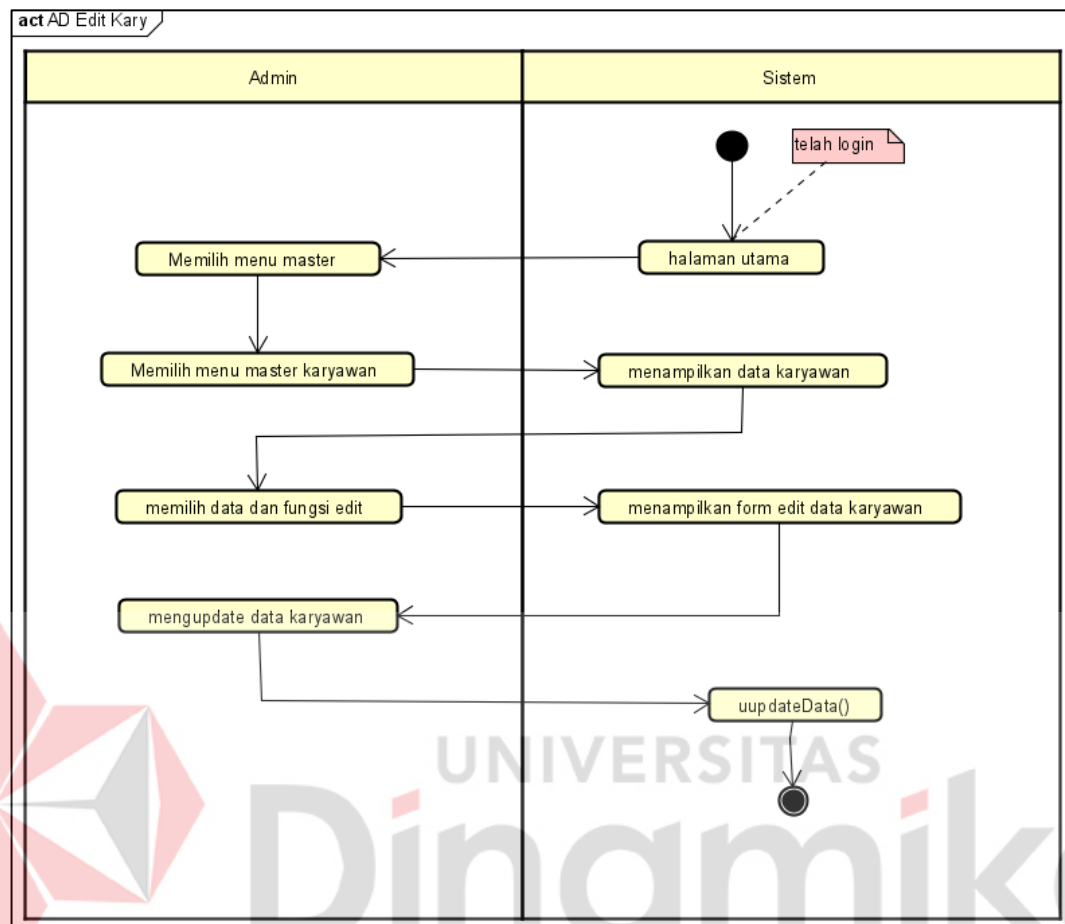 act AD Edit Kary
Admin
Sistem
telah login
halaman utama
Memilih menu master
Memilih menu master karyawan
menampilkan data karyawan
memilih data dan fungsi edit
menampilkan form edit data karyawan
mengupdate data karyawan
uupdateData()
UNIVERSITAS
Dinamika